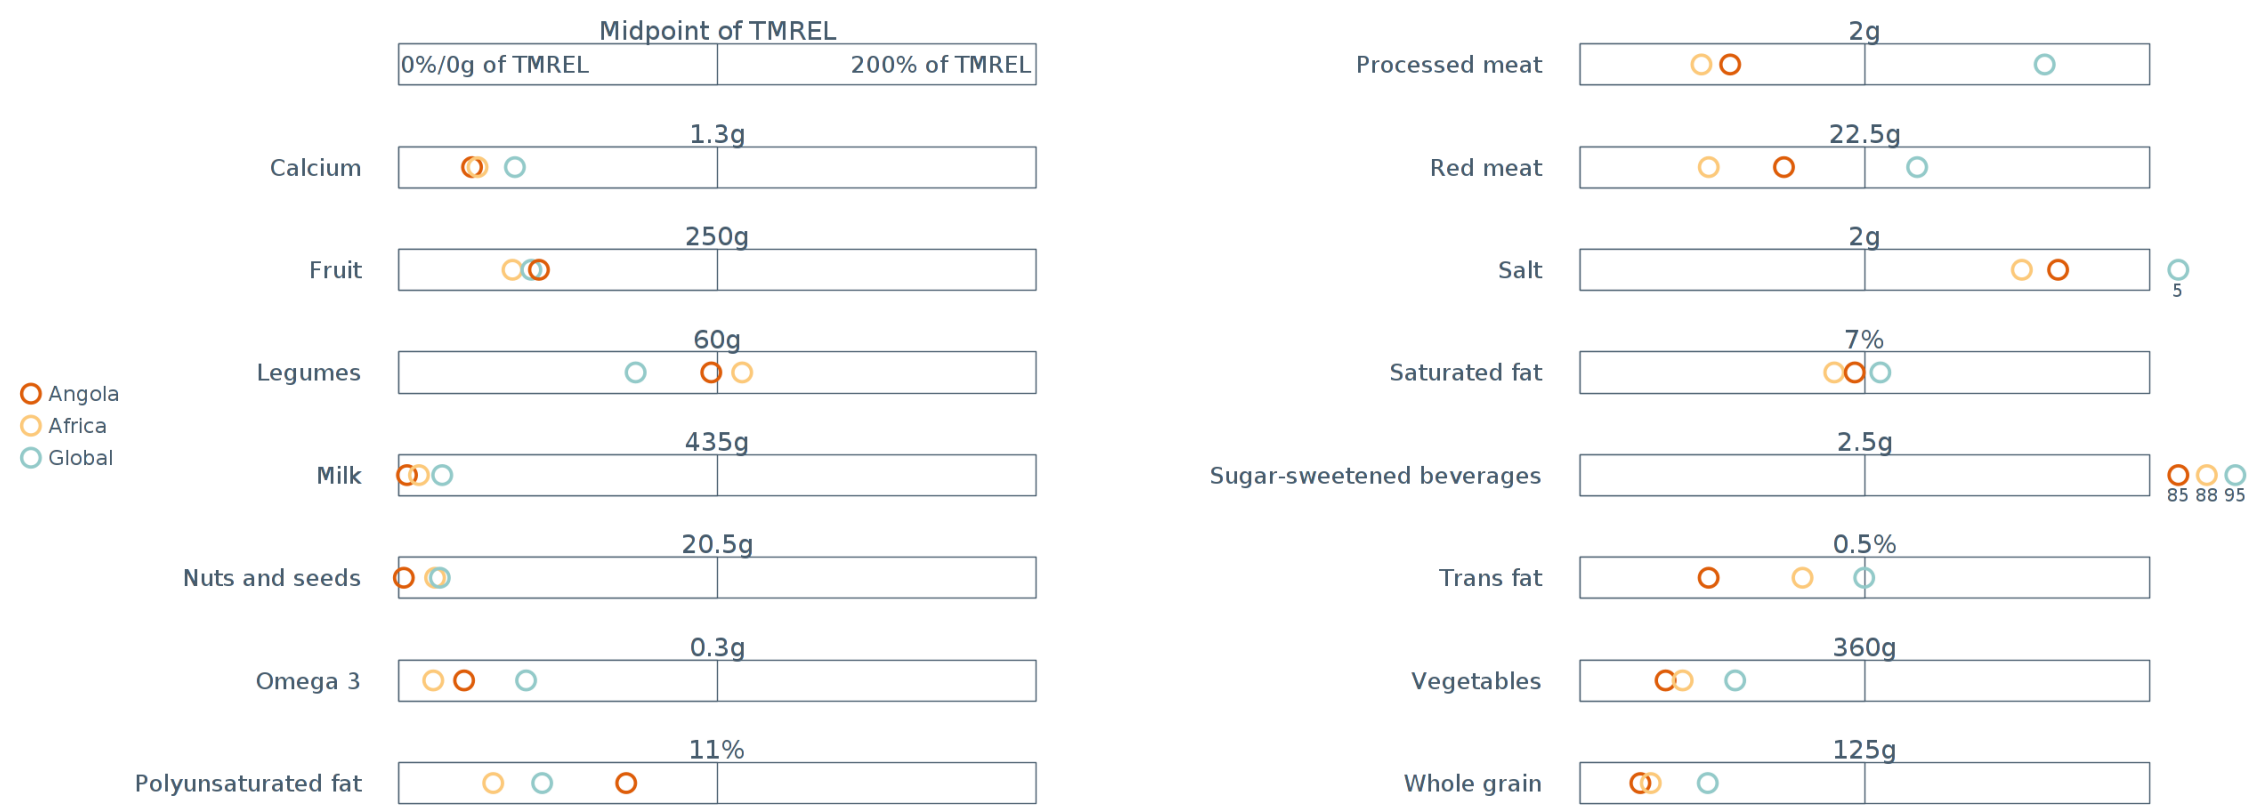 Midpoint of TMREL
0%/0g of TMREL
200% of TMREL
1.3g
Calcium
250g
Fruit
60g
Legumes
435g
Milk
20.5g
Nuts and seeds
0.3g
Omega 3
11%
Polyunsaturated fat
Angola
Africa
Global
2g
Processed meat
22.5g
Red meat
2g
Salt
5
7%
Saturated fat
2.5g
Sugar-sweetened beverages
85 88 95
0.5%
Trans fat
360g
Vegetables
125g
Whole grain